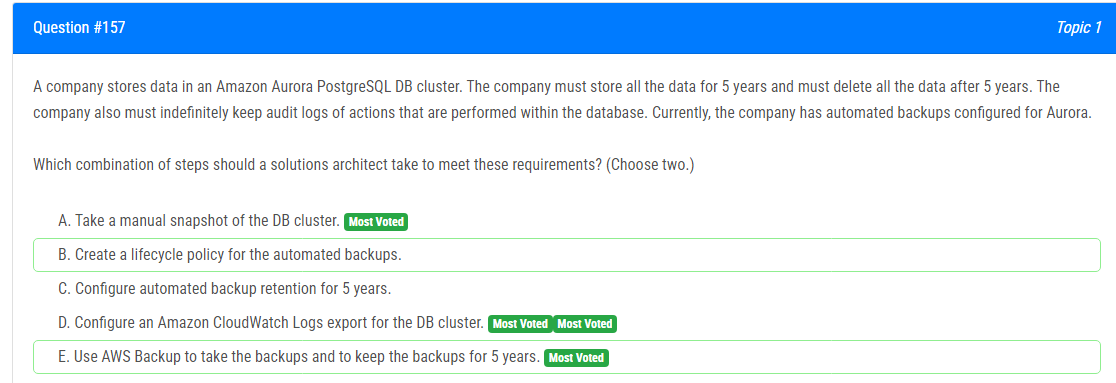 Question #157
Topic 1
A company stores data in an Amazon Aurora PostgreSQL DB cluster. The company must store all the data for 5 years and must delete all the data after 5 years. The
company also must indefinitely keep audit logs of actions that are performed within the database. Currently, the company has automated backups configured for Aurora.
Which combination of steps should a solutions architect take to meet these requirements? (Choose two.)
A. Take a manual snapshot of the DB cluster. Most Voted
B. Create a lifecycle policy for the automated backups.
C. Configure automated backup retention for 5 years.
D. Configure an Amazon CloudWatch Logs export for the DB cluster. Most Voted Most Voted
E. Use AWS Backup to take the backups and to keep the backups for 5 years. Most Voted